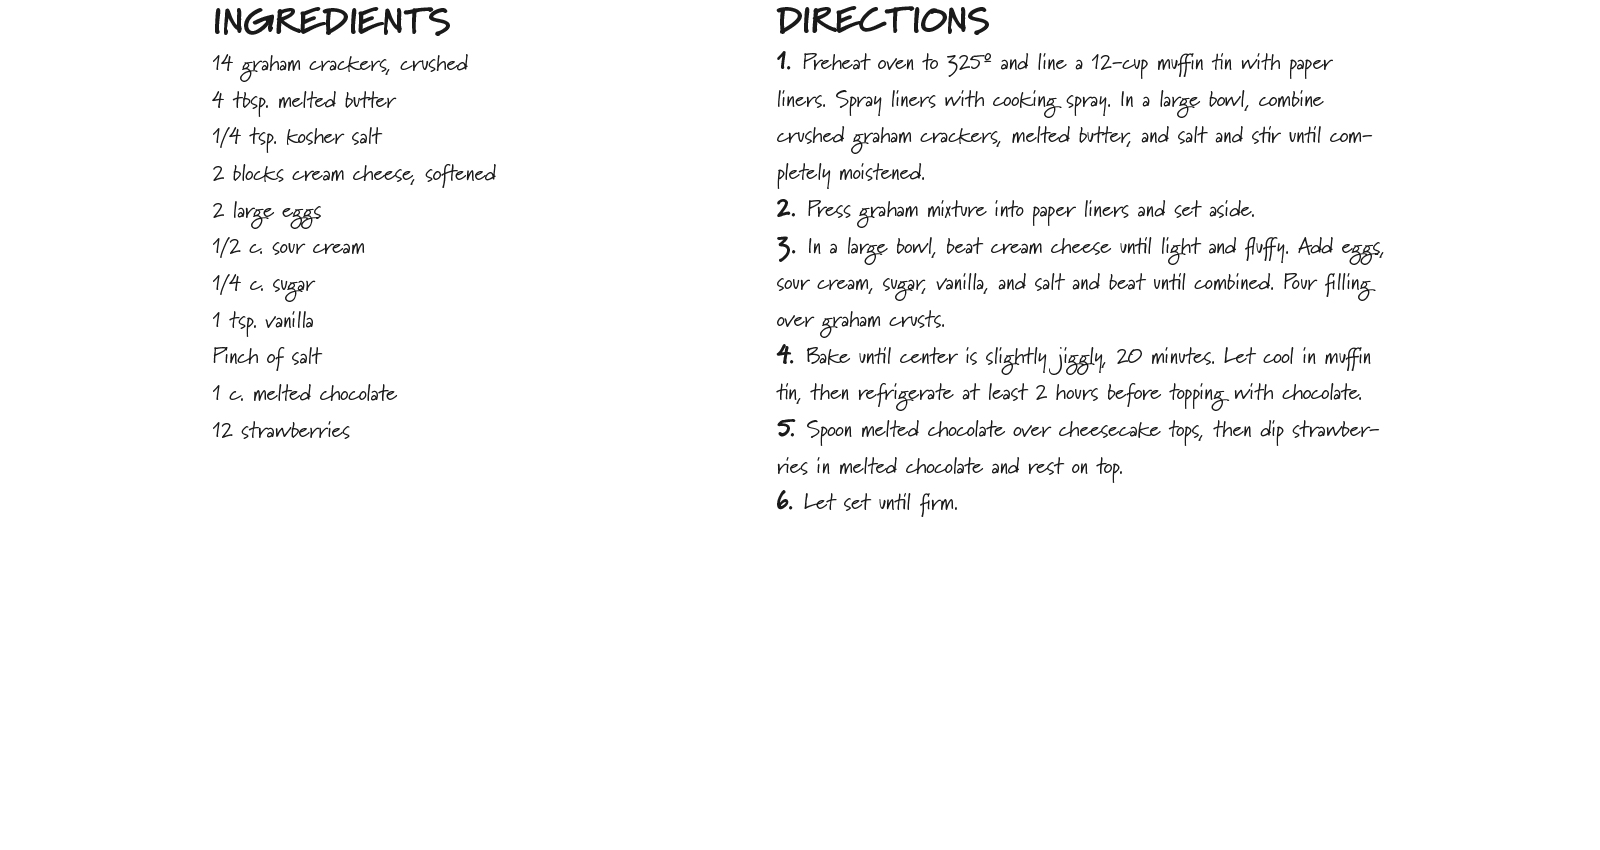 INGREDIENTS
14 graham crackers, crushed
4 tbsp. melted butter
1/4 tsp. kosher salt
2 blocks cream cheese, softened
2 large eggs
1/2 c. sour cream
1/4 c. sugar
1 tsp. vanilla
Pinch of salt
1 c. melted chocolate
12 strawberries
DIRECTIONS
1. Preheat oven to 325º and line a 12-cup muffin tin with paper
liners. Spray liners with cooking spray. In a large bowl, combine
crushed graham crackers, melted butter, and salt and stir until com-
pletely moistened.
2. Press graham mixture into paper liners and set aside.
3. In a large bowl, beat cream cheese until light and fluffy. Add eggs,
sour cream, sugar, vanilla, and salt and beat until combined. Pour filling
over graham crusts.
4. Bake until center is slightly jiggly, 20 minutes. Let cool in muffin
tin, then refrigerate at least 2 hours before topping with chocolate.
5. Spoon melted chocolate over cheesecake tops, then dip strawber-
ries in melted chocolate and rest on top.
6. Let set until firm.